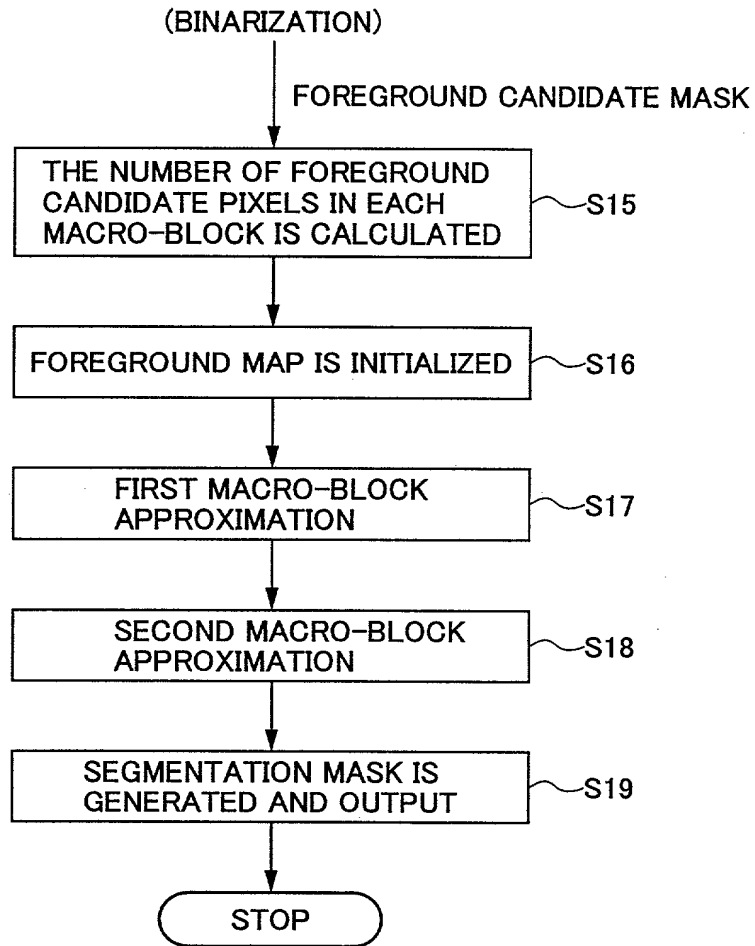 (BINARIZATION)
FOREGROUND CANDIDATE MASK
THE NUMBER OF FOREGROUND
CANDIDATE PIXELS IN EACH
MACRO-BLOCK IS CALCULATED
S15
FOREGROUND MAP IS INITIALIZED
S16
FIRST MACRO-BLOCK
APPROXIMATION
S17
SECOND MACRO-BLOCK
APPROXIMATION
S18
SEGMENTATION MASK IS
GENERATED AND OUTPUT
S19
STOP